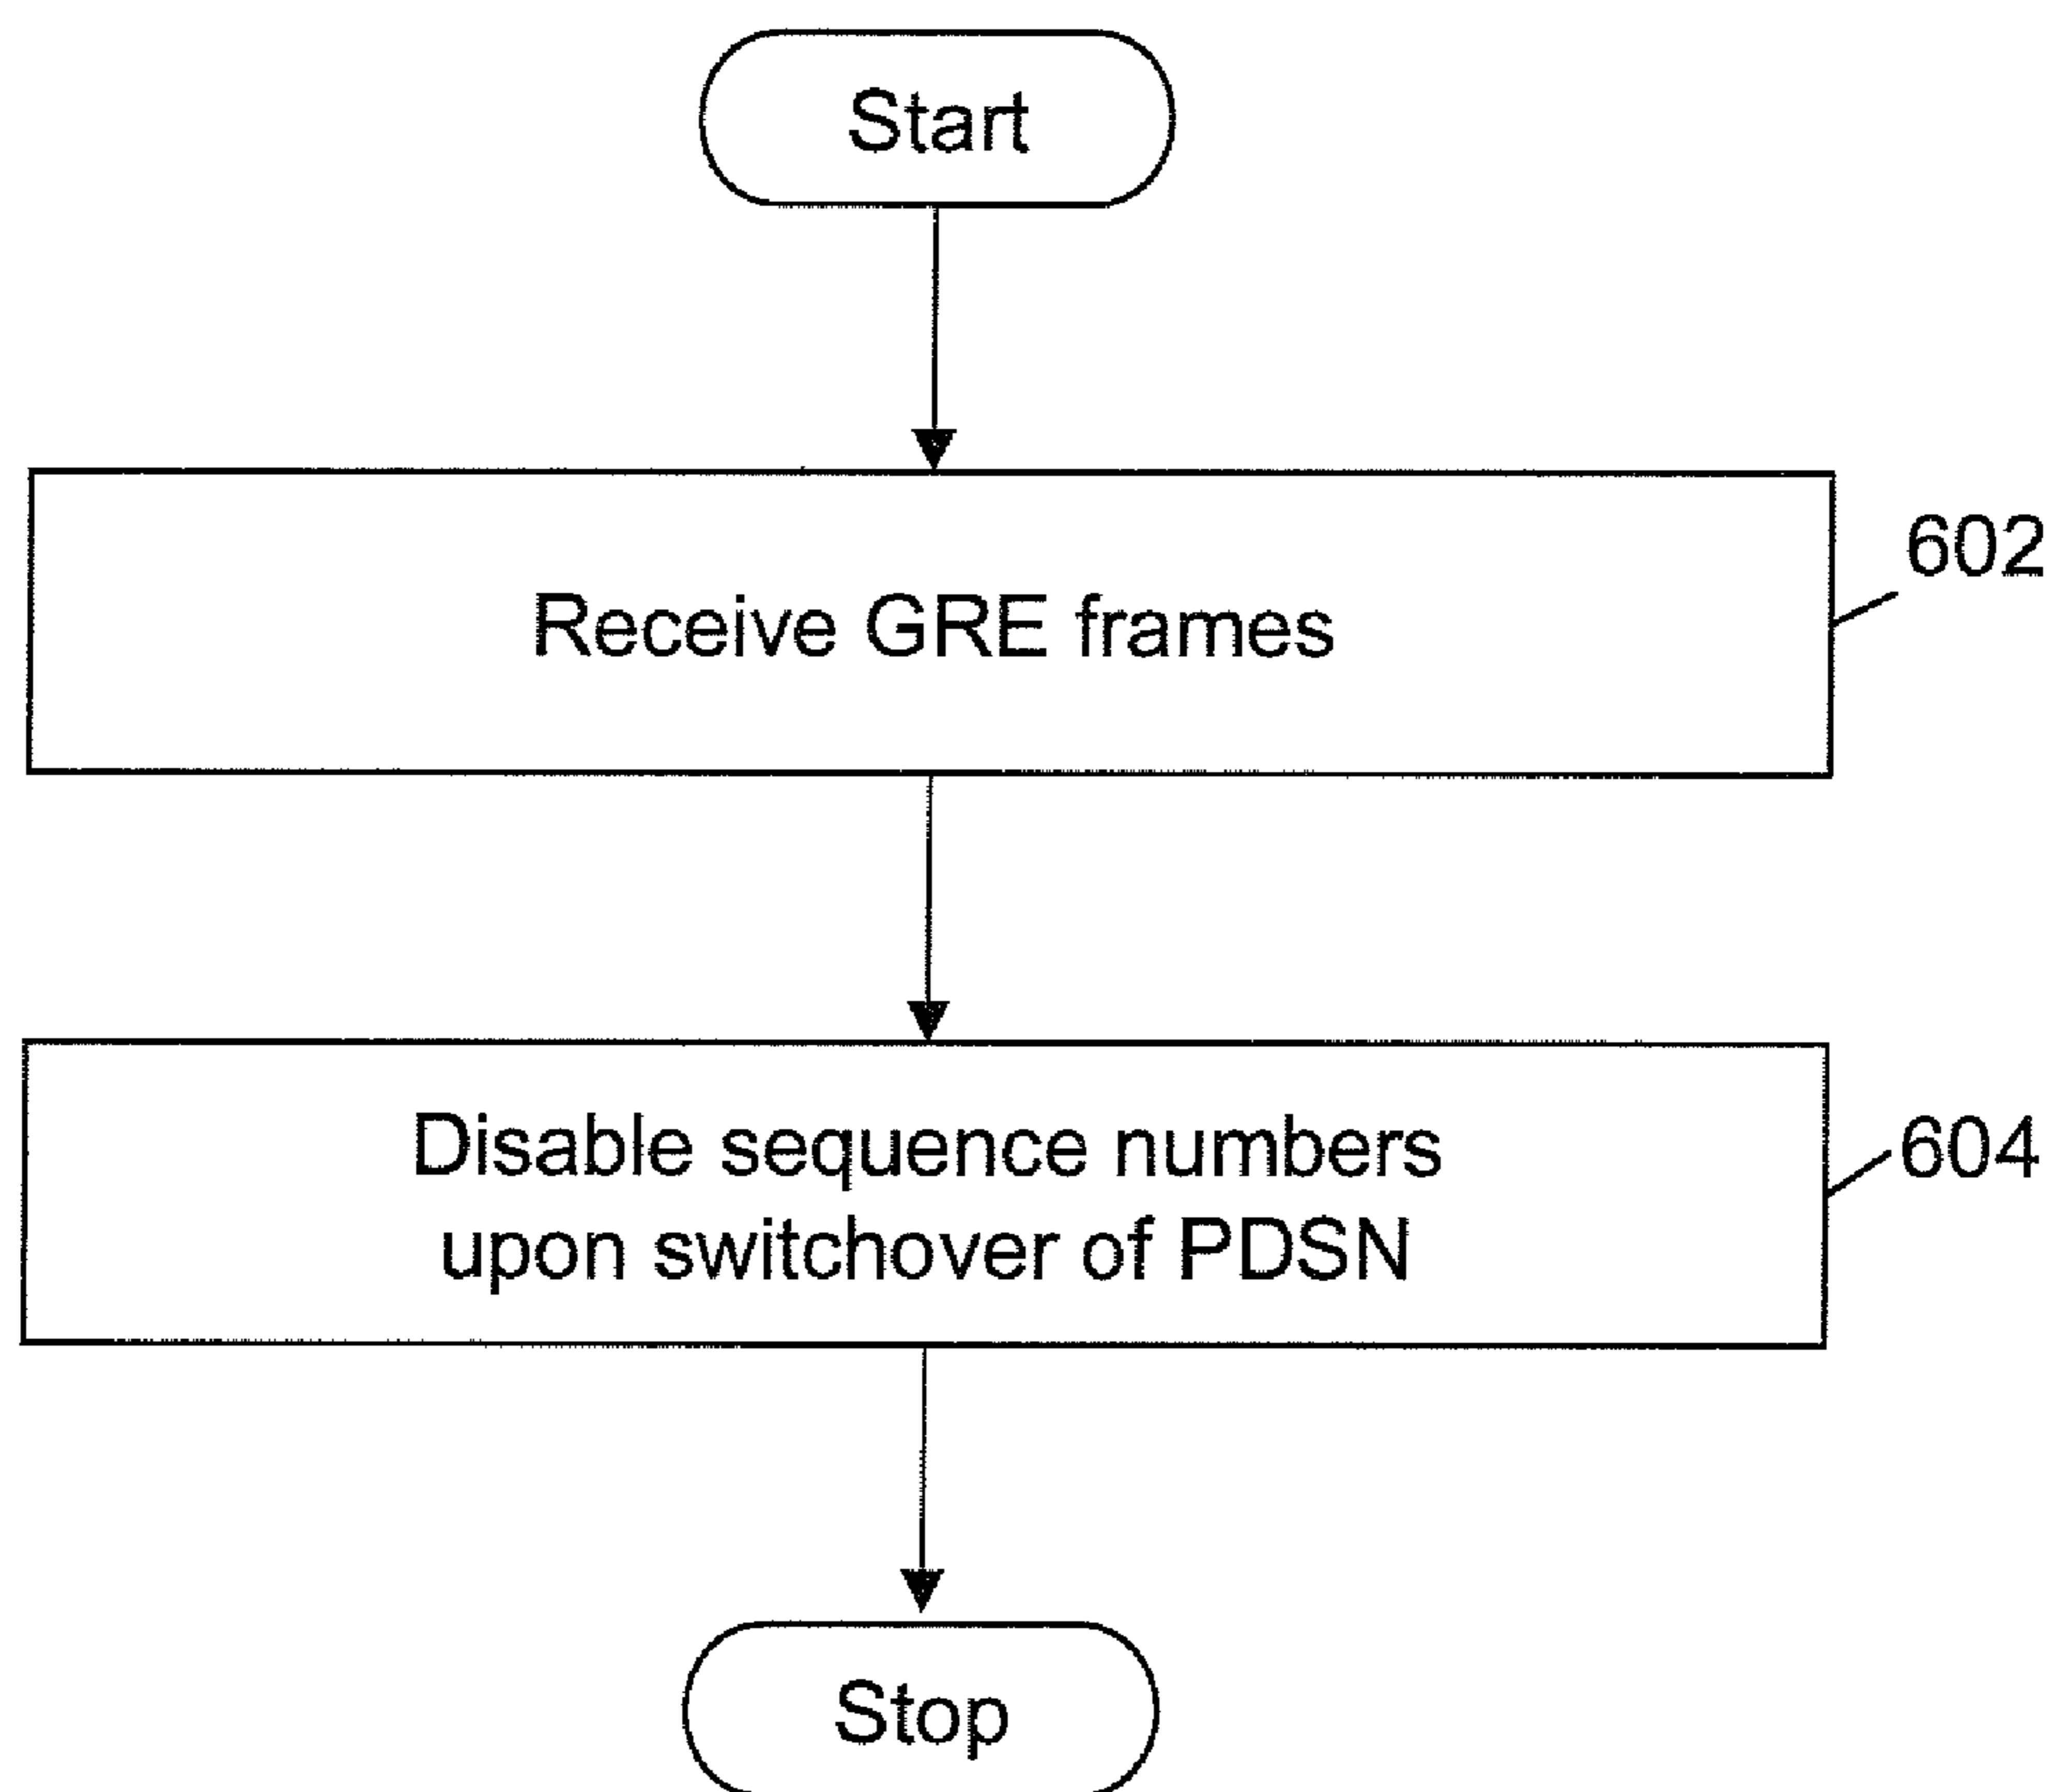 Start
Receive GRE frames
602
Disable sequence numbers
upon switchover of PDSN
604
Stop